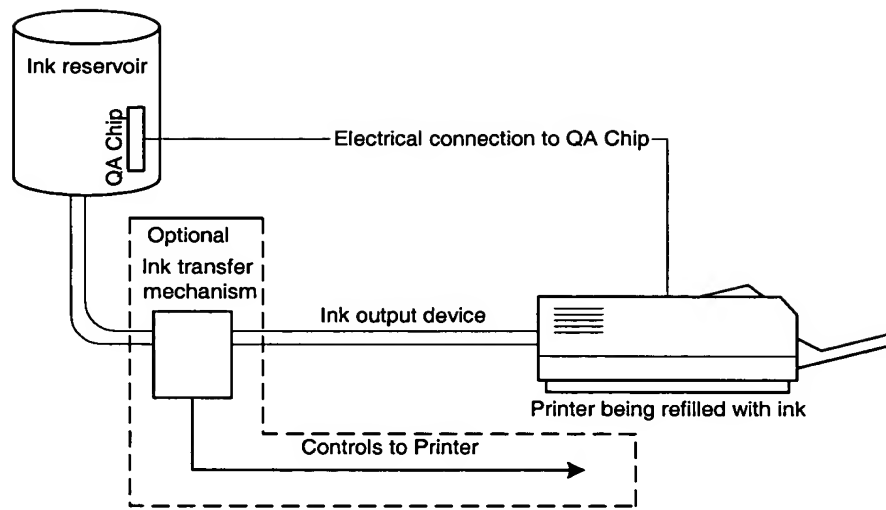 Ink reservoir
QA Chip
Electrical connection to QA Chip
Optional
Ink transfer
mechanism
Ink output device
Printer being refilled with ink
Controls to Printer